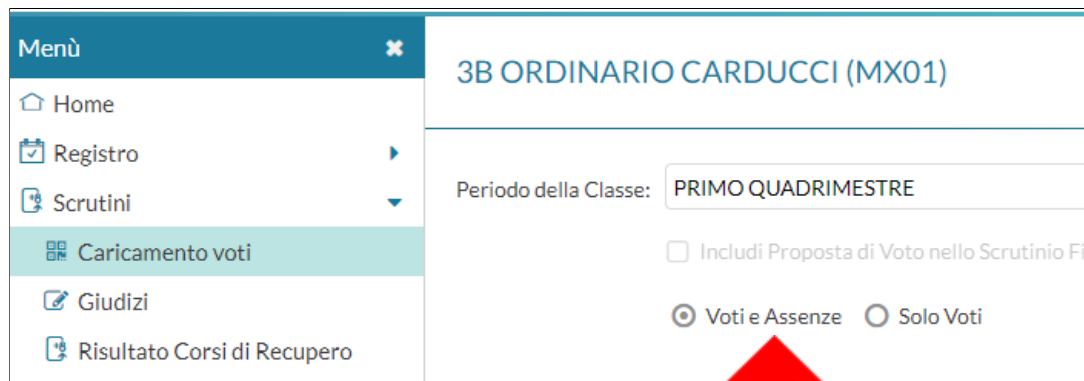 Menù
Home
Registro
Scrutini
Caricamento voti
Giudizi
Risultato Corsi di Recupero
3B ORDINARIO CARDUCCI (MX01)
Periodo della Classe: PRIMO QUADRIMESTRE
Includi Proposta di Voto nello Scrutinio Fi
Voti e Assenze Solo Voti